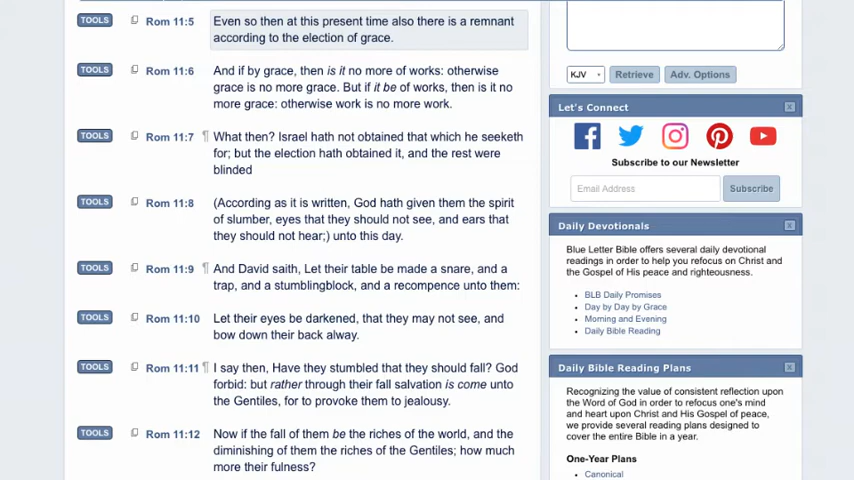 TOOLS Rom 11:5 Even so then at this present time also there is a remnant
according to the election of grace.
TOOLS Rom 11:6 And if by grace, then is it no more of works: otherwise
grace is no more grace. But if it be of works, then is it no
more grace: otherwise work is no more work.
TOOLS Rom 11:7 ¶ What then? Israel hath not obtained that which he seeketh
for; but the election hath obtained it, and the rest were
blinded
TOOLS Rom 11:8 (According as it is written, God hath given them the spirit
of slumber, eyes that they should not see, and ears that
they should not hear;) unto this day.
TOOLS Rom 11:9 ¶ And David saith, Let their table be made a snare, and a
trap, and a stumblingblock, and a recompence unto them:
TOOLS Rom 11:10 Let their eyes be darkened, that they may not see, and
bow down their back alway.
TOOLS Rom 11:11 ¶ I say then, Have they stumbled that they should fall? God
forbid: but rather through their fall salvation is come unto
the Gentiles, for to provoke them to jealousy.
TOOLS Rom 11:12 Now if the fall of them be the riches of the world, and the
diminishing of them the riches of the Gentiles; how much
more their fulness?
KJV Retrieve Adv. Options
Let's Connect
Subscribe to our Newsletter
Email Address Subscribe
Daily Devotionals
Blue Letter Bible offers several daily devotional
readings in order to help you refocus on Christ and
the Gospel of His peace and righteousness.
BLB Daily Promises
Day by Day by Grace
Morning and Evening
Daily Bible Reading
Daily Bible Reading Plans
Recognizing the value of consistent reflection upon
the Word of God in order to refocus one's mind
and heart upon Christ and His Gospel of peace,
we provide several reading plans designed to
cover the entire Bible in a year.
One-Year Plans
Canonical